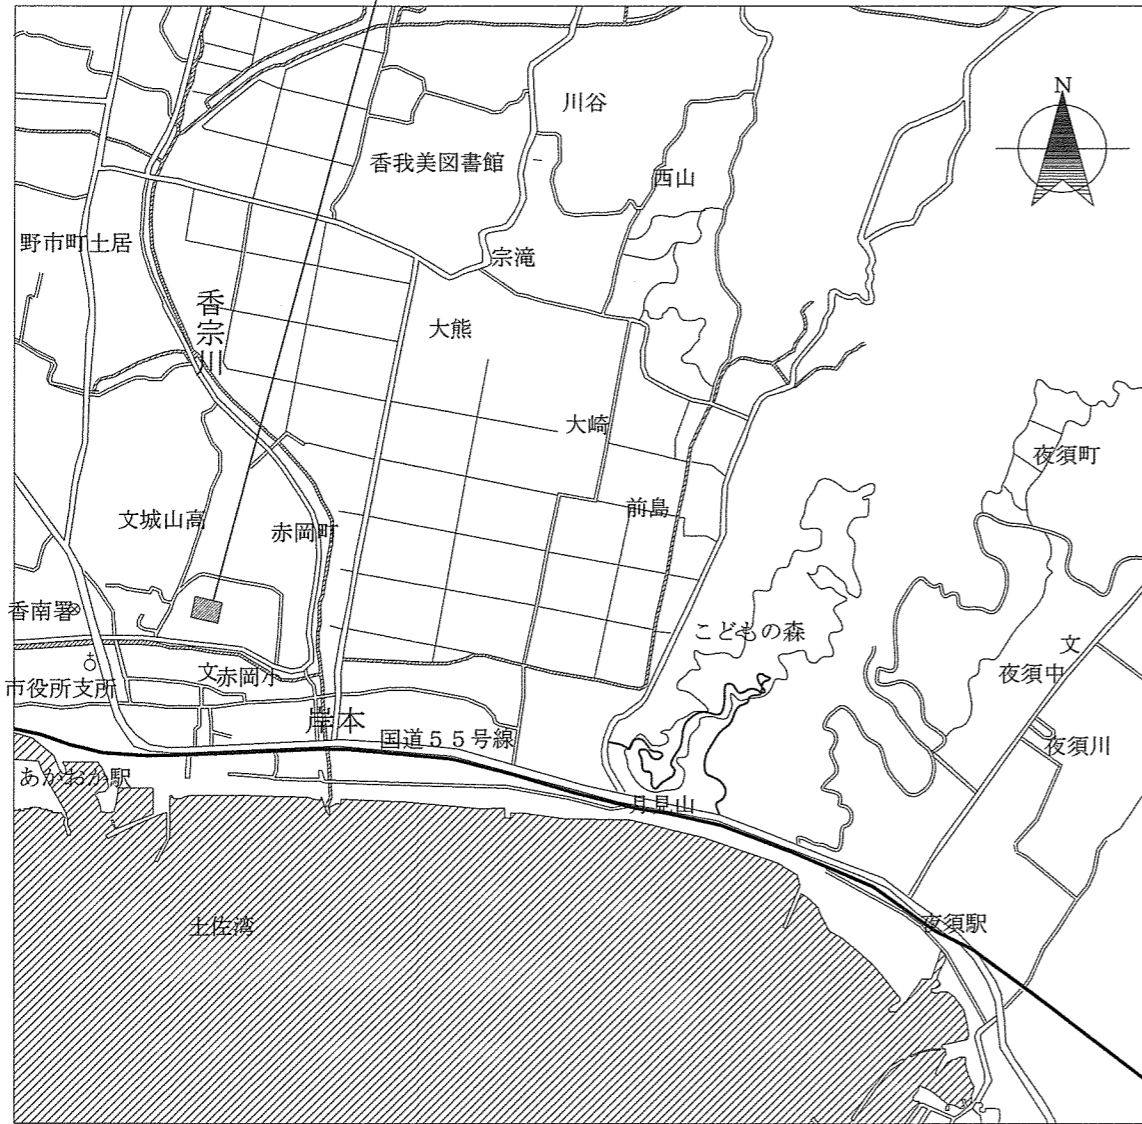 N
川谷
香我美図書館
西山
野市町土居
宗滝
香宗川
大熊
大崎
夜須町
前島
文城山高
赤岡町
香南署
こどもの森
文
夜須中
文赤岡小
市役所支所
岸本
国道55号線
夜須川
あかおか駅
月見山
土佐湾
夜須駅